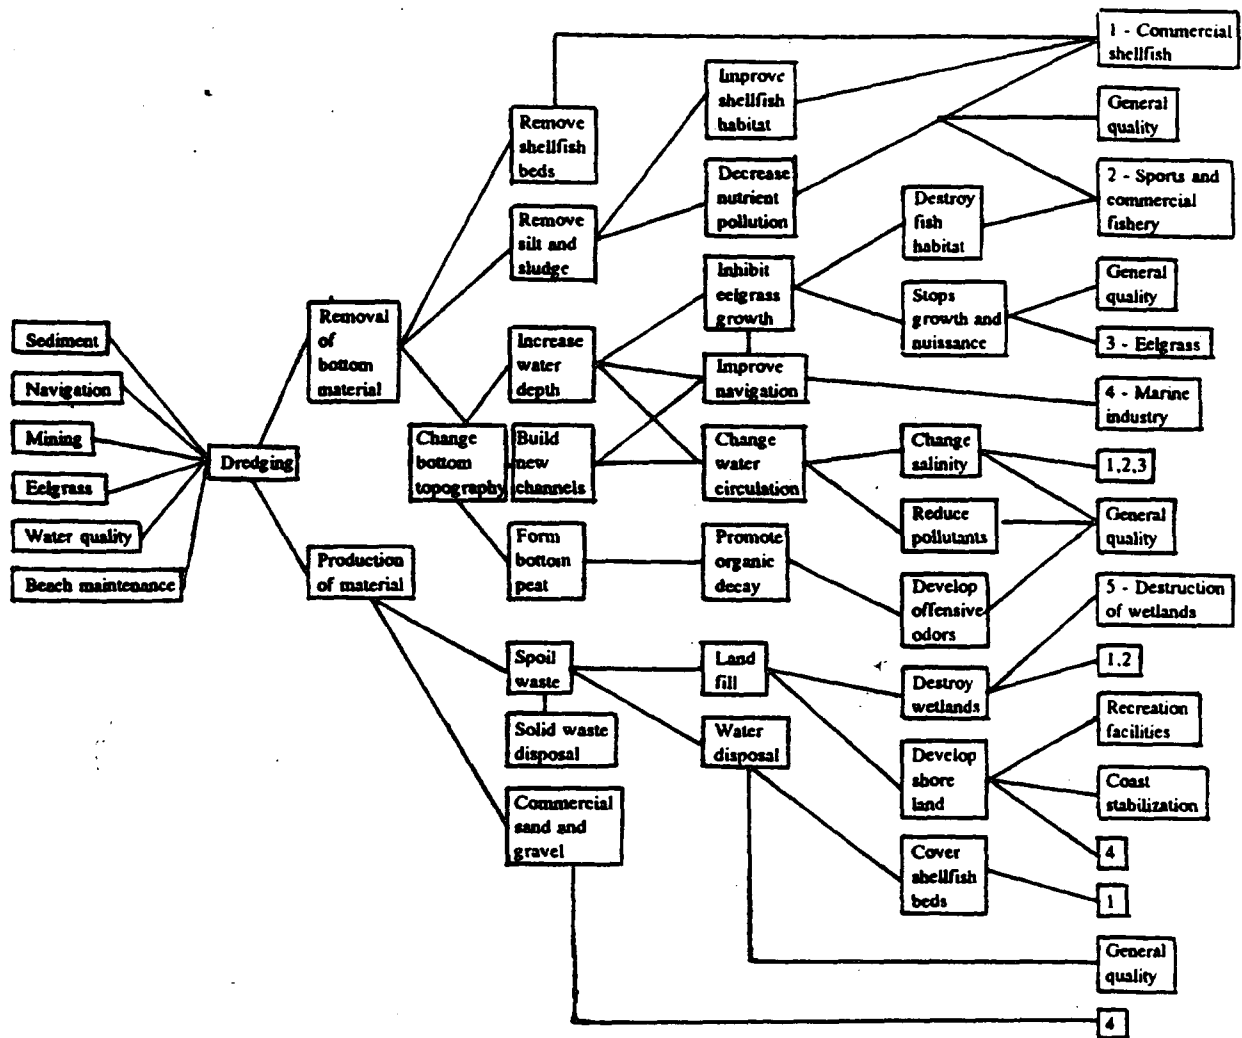 Sediment
Navigation
Mining
Eelgrass
Water quality
Beach maintenance
Dredging
Removal
of
bottom
material
Production
of material
Change
bottom
topography
Remove
shellfish
beds
Remove
silt and
sludge
Increase
water
depth
Build
new
channels
Form
bottom
peat
Spoil
waste
Solid waste
disposal
Commercial
sand and
gravel
Improve
shellfish
habitat
Decrease
nutrient
pollution
Inhibit
eelgrass
growth
Improve
navigation
Change
water
circulation
Promote
organic
decay
Land
fill
Water
disposal
Destroy
fish
habitat
Stops
growth and
nuissance
Change
salinity
Reduce
pollutants
Develop
offensive
odors
Destroy
wetlands
Develop
shore
land
Cover
shellfish
beds
1 - Commercial
shellfish
General
quality
2 - Sports and
commercial
fishery
General
quality
3 - Eelgrass
4 - Marine
industry
1,2,3
General
quality
5 - Destruction
of wetlands
1,2
Recreation
facilities
Coast
stabilization
4
1
General
quality
4